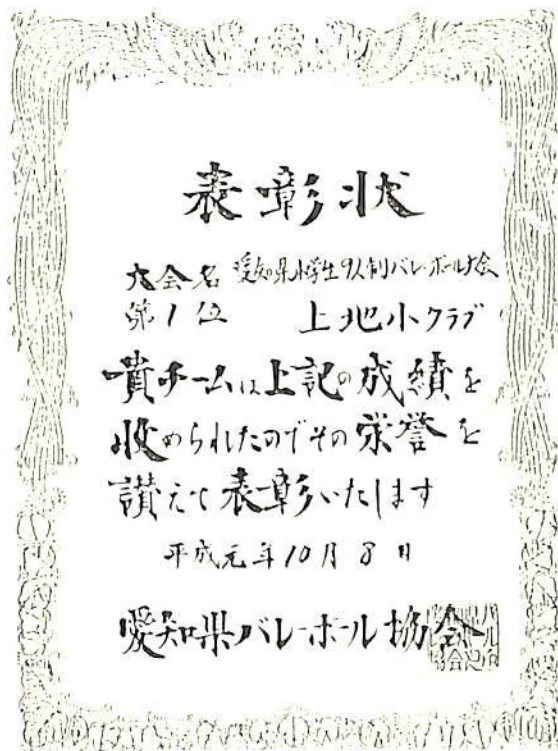 表彰状
大会名 愛知県小学生9人制バレーボール大会
第1位 上地小クラブ
貴チームは上記の成績を
収められたのでその栄誉を
讃えて表彰いたします
平成元年10月8日
愛知県バレーボール協会